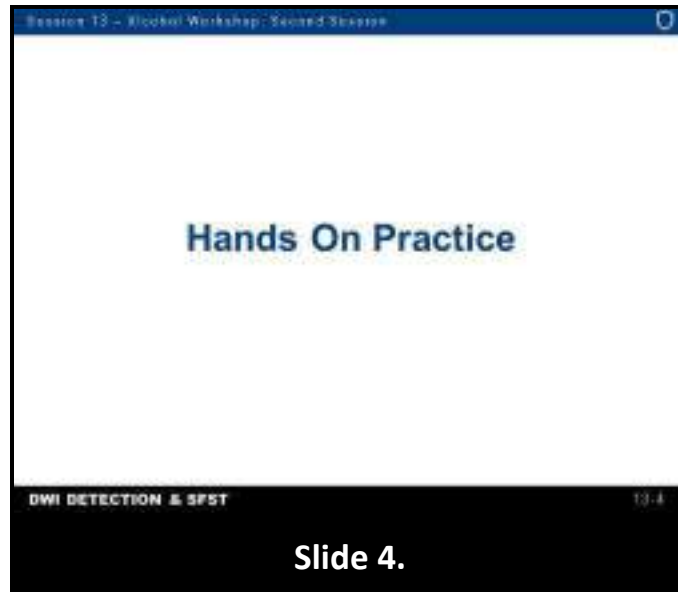 Session 13 – Alcohol Workshop: Second Session
Hands On Practice
DWI DETECTION & SFST
13-4
Slide 4.